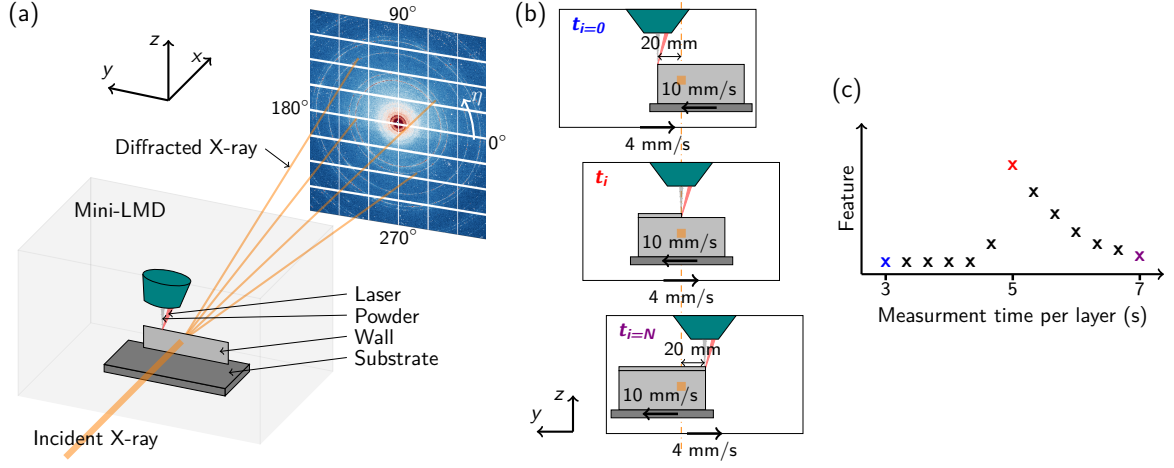 (a)
z
y
x
90°
180°
η
0°
270°
Diffracted X-ray
Mini-LMD
Laser
Powder
Wall
Substrate
Incident X-ray
(b)
t_{i=0}
20 mm
10 mm/s
4 mm/s
t_i
10 mm/s
4 mm/s
t_{i=N}
20 mm
10 mm/s
4 mm/s
z
y
(c)
Feature
x x x x x x x x x x x x x
3 5 7
Measurment time per layer (s)